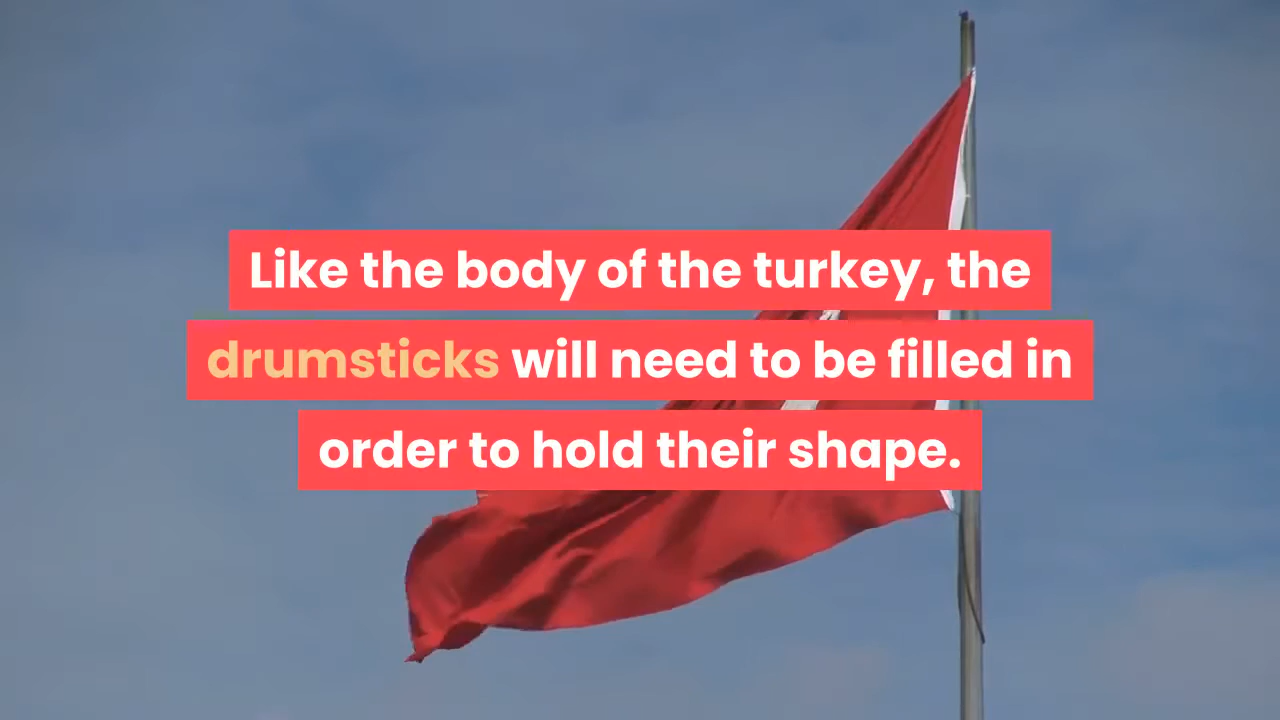 Like the body of the turkey, the
drumsticks will need to be filled in
order to hold their shape.